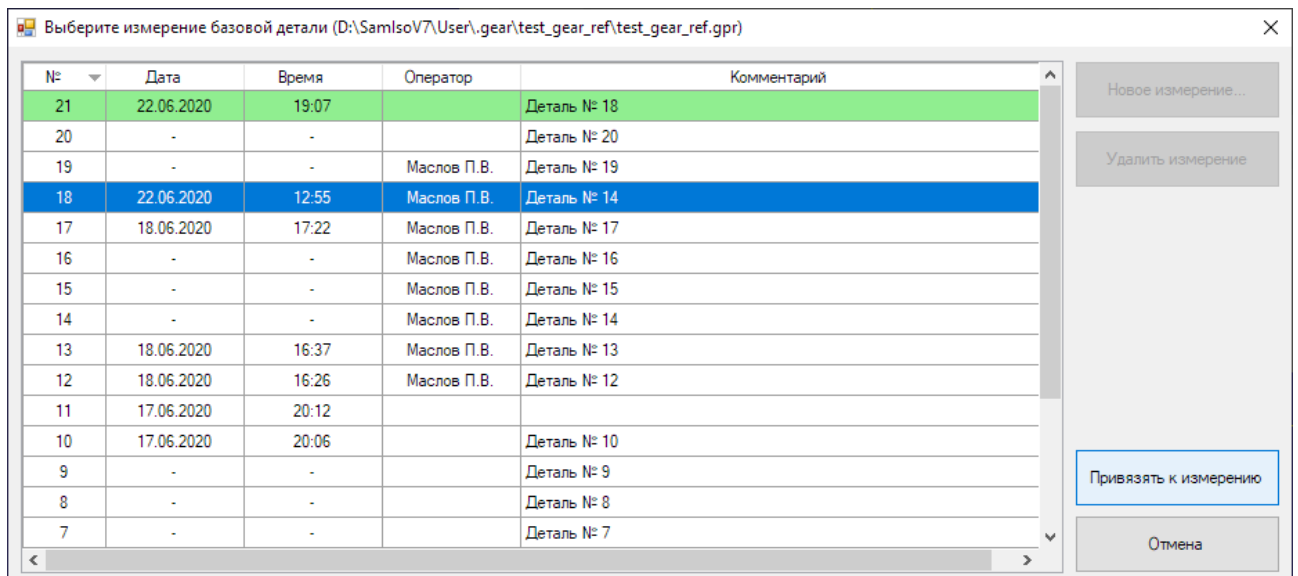 Выберите измерение базовой детали (D:\SamIsoV7\User\.gear\test_gear_ref\test_gear_ref.gpr)
№ Дата Время Оператор Комментарий
21 22.06.2020 19:07 Деталь № 18
20 - - Деталь № 20
19 - - Маслов П.В. Деталь № 19
18 22.06.2020 12:55 Маслов П.В. Деталь № 14
17 18.06.2020 17:22 Маслов П.В. Деталь № 17
16 - - Маслов П.В. Деталь № 16
15 - - Маслов П.В. Деталь № 15
14 - - Маслов П.В. Деталь № 14
13 18.06.2020 16:37 Маслов П.В. Деталь № 13
12 18.06.2020 16:26 Маслов П.В. Деталь № 12
11 17.06.2020 20:12
10 17.06.2020 20:06 Деталь № 10
9 - - Деталь № 9
8 - - Деталь № 8
7 - - Деталь № 7
Новое измерение...
Удалить измерение
Привязать к измерению
Отмена